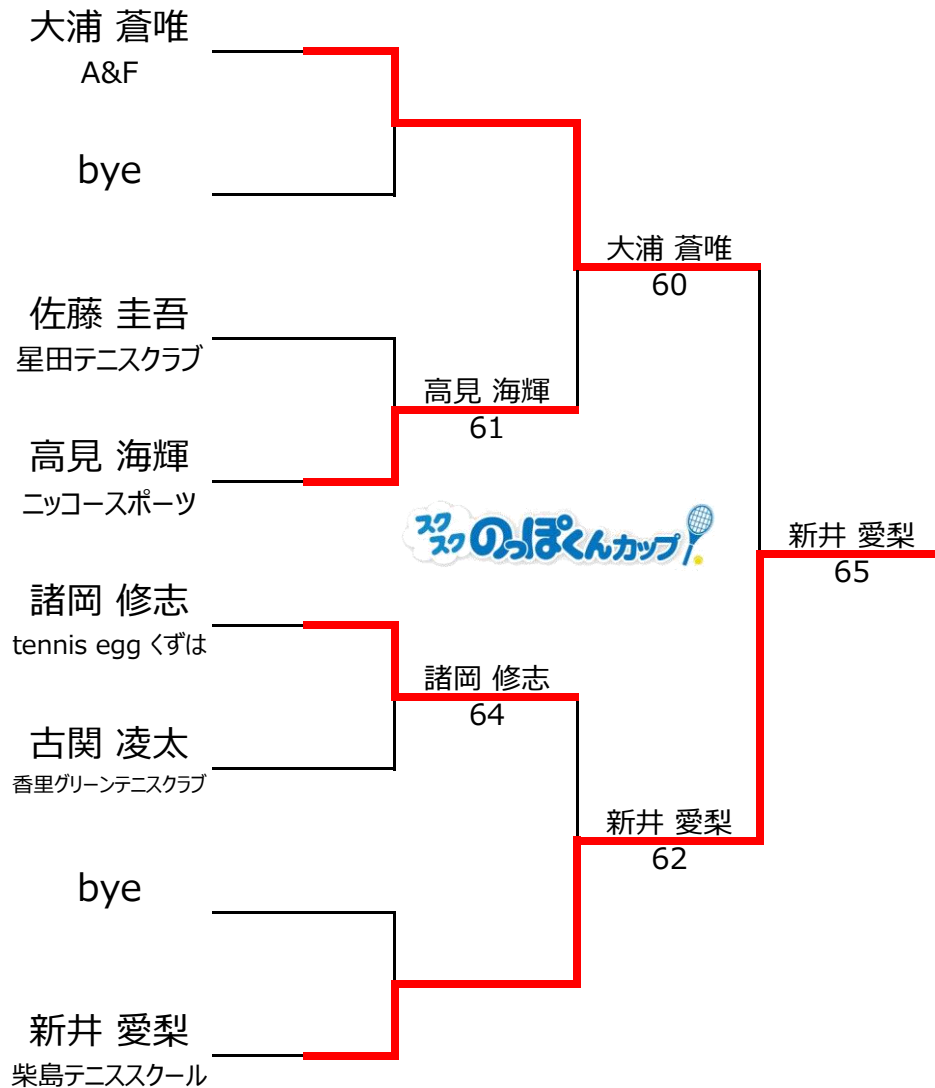 大浦 蒼唯
A&F
bye
大浦 蒼唯
60
佐藤 圭吾
星田テニスクラブ
高見 海輝
61
高見 海輝
ニッコースポーツ
スクスク のっぽくんカップ
新井 愛梨
65
諸岡 修志
tennis egg くずは
諸岡 修志
64
古関 凌太
香里グリーンテニスクラブ
新井 愛梨
62
bye
新井 愛梨
柴島テニススクール